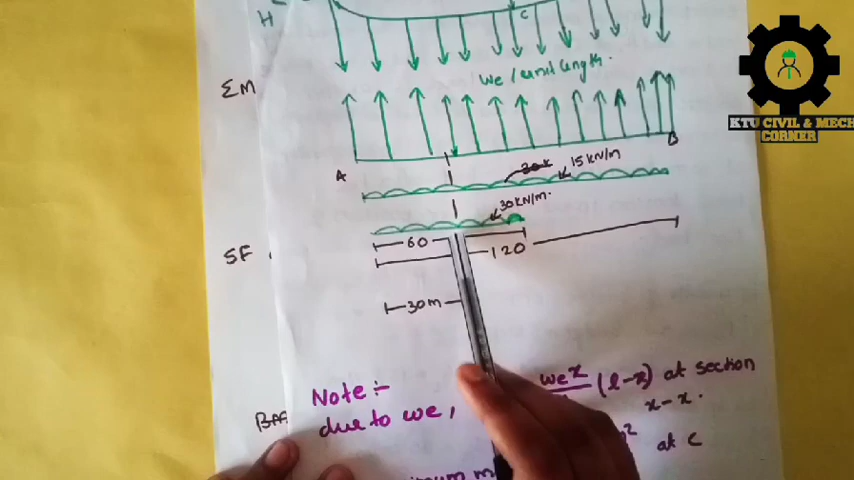 H
C
we/unit length.
ΣM
KTU CIVIL & MECH
CORNER
A
B
15 kN/m
30 kN/m.
SF
60
120
30m
Note:-
wex
(l-x) at section
x-x.
due to we,
2 at C